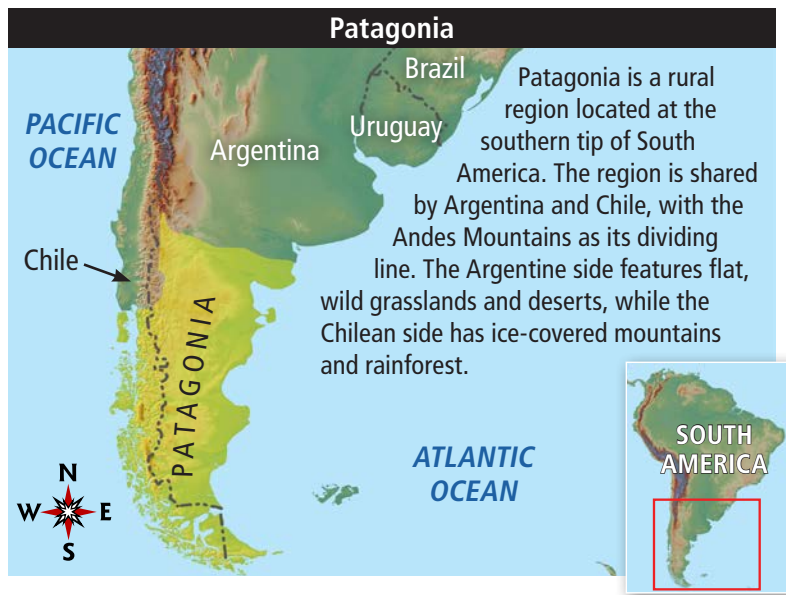 Patagonia
Brazil
PACIFIC
OCEAN
Uruguay
Argentina
Patagonia is a rural
region located at the
southern tip of South
America. The region is shared
by Argentina and Chile, with the
Andes Mountains as its dividing
line. The Argentine side features flat,
wild grasslands and deserts, while the
Chilean side has ice-covered mountains
and rainforest.
Chile
PATAGONIA
ATLANTIC
OCEAN
N
W
E
S
SOUTH
AMERICA